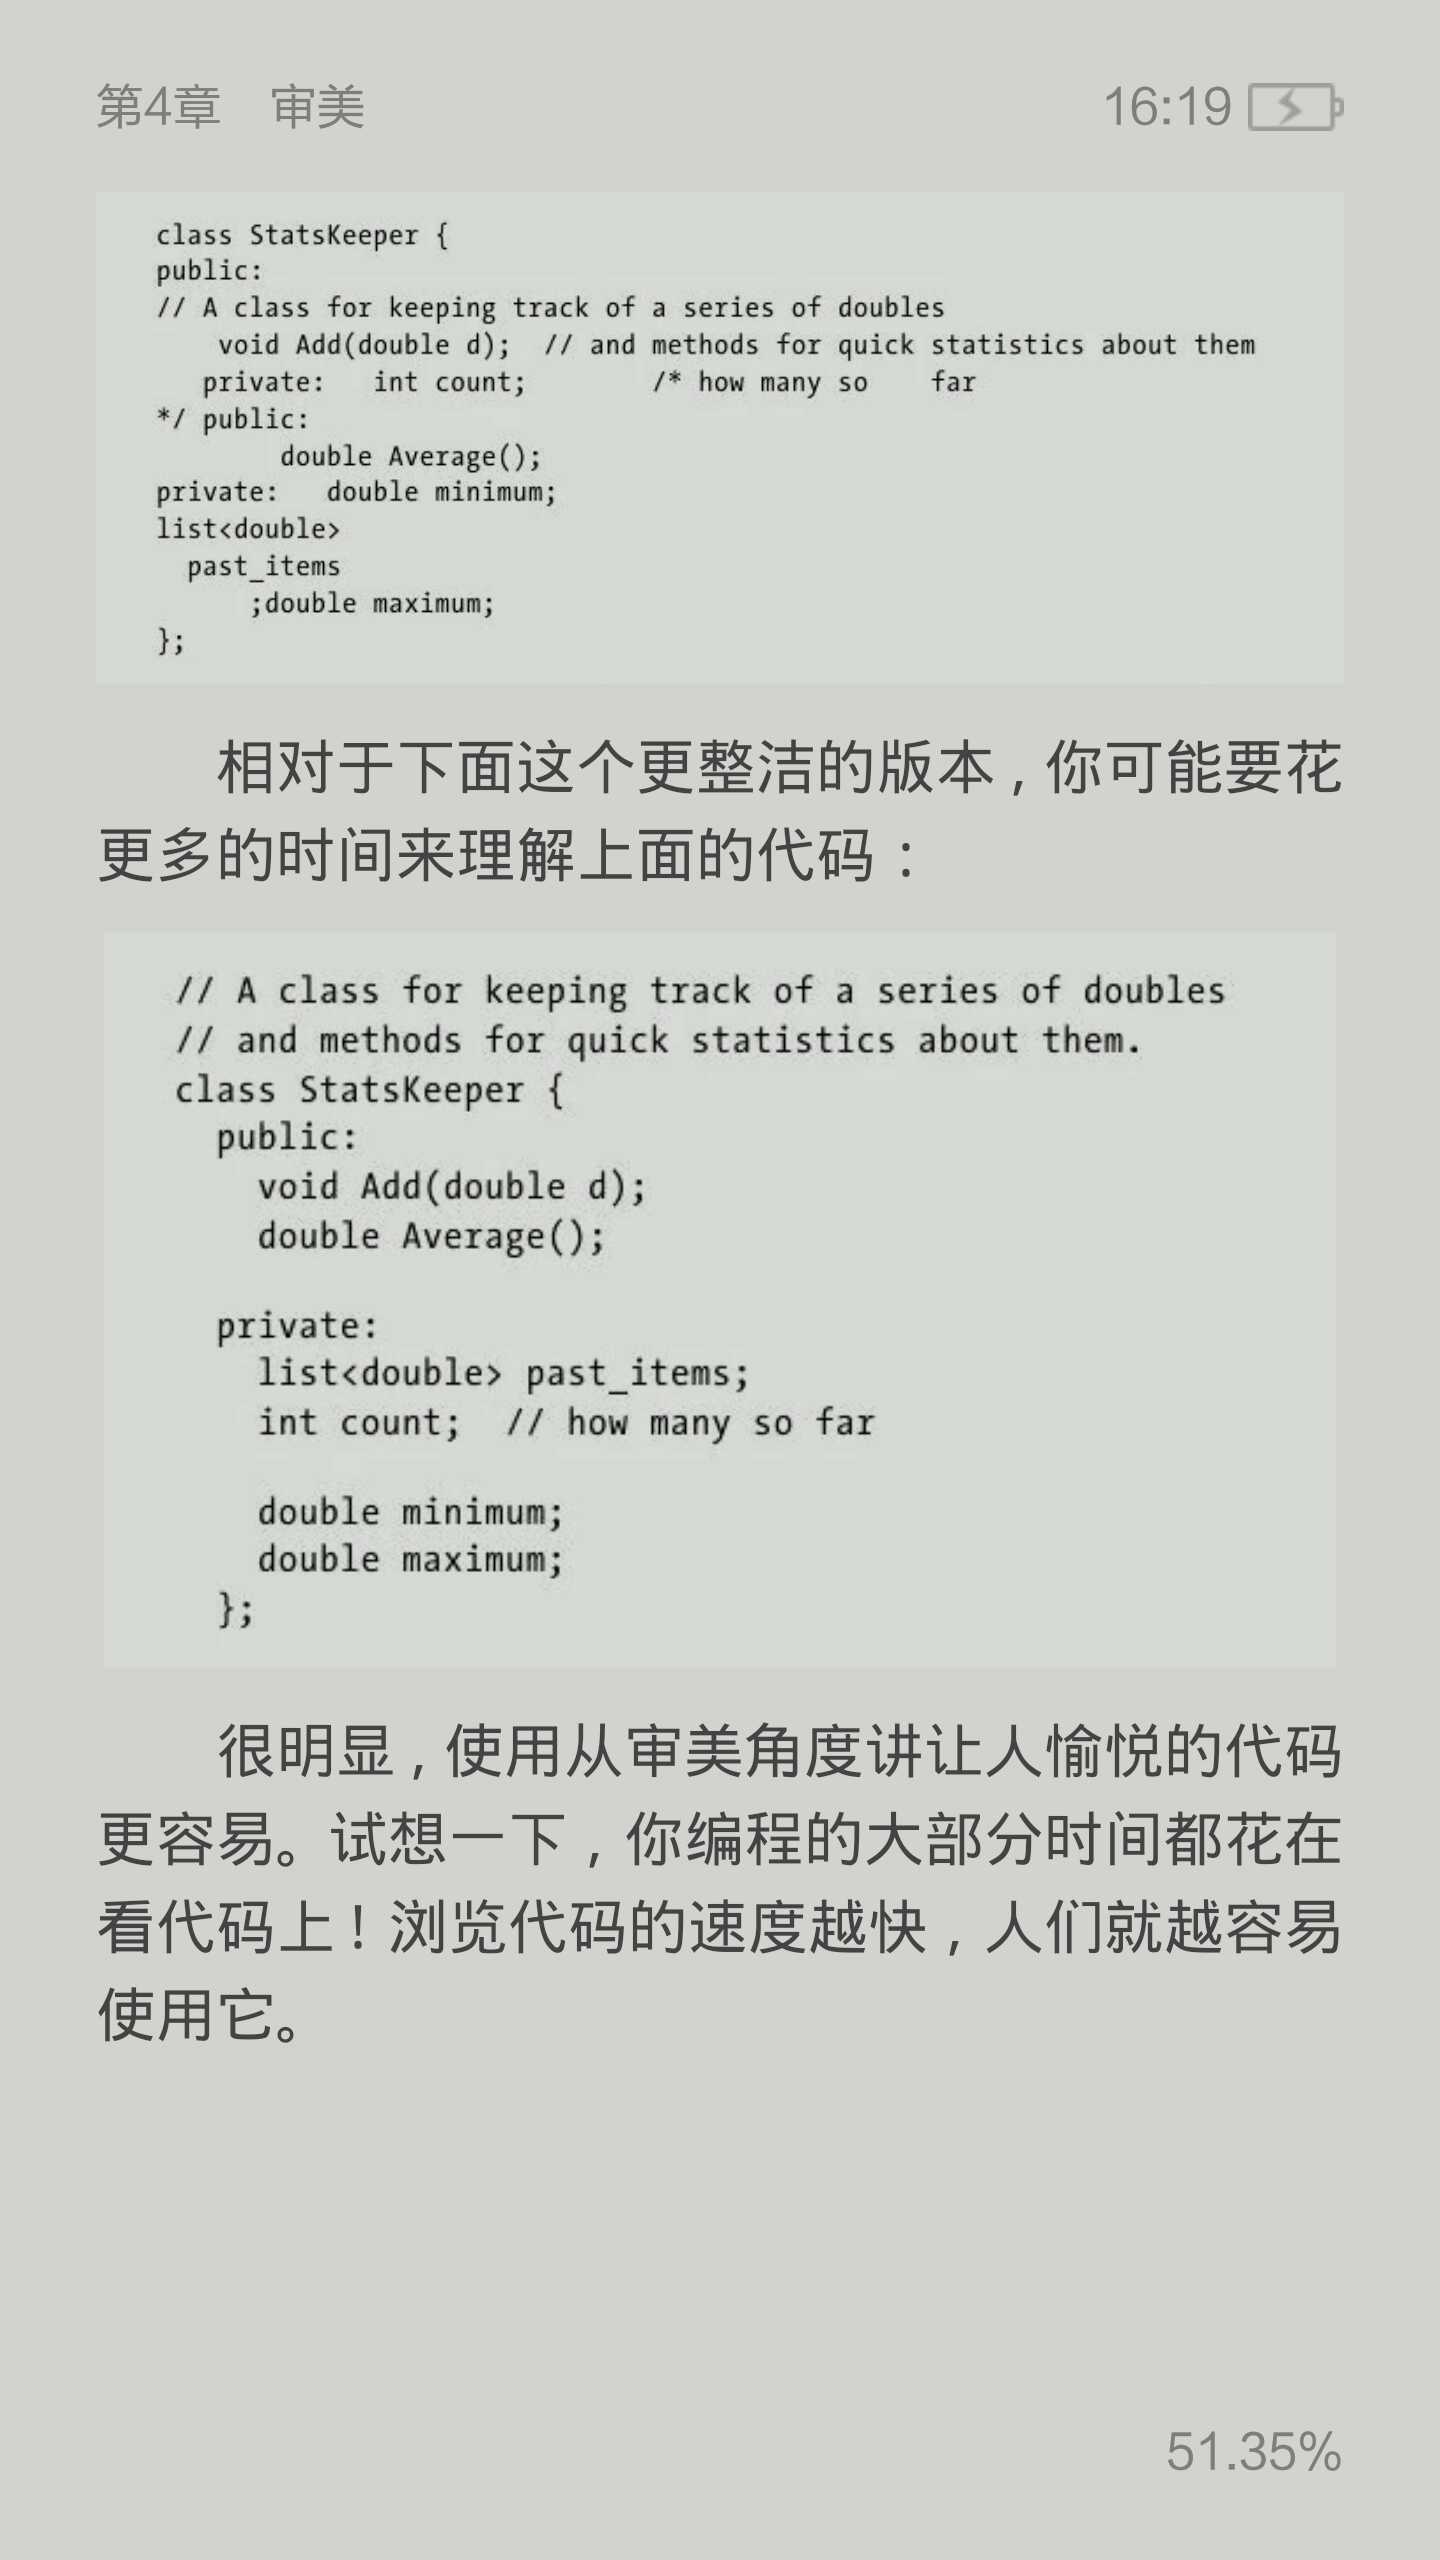 第4章　审美
16:19
class StatsKeeper {
public:
// A class for keeping track of a series of doubles
    void Add(double d);  // and methods for quick statistics about them
   private:   int count;        /* how many so    far
*/ public:
        double Average();
private:   double minimum;
list<double>
  past_items
      ;double maximum;
};
相对于下面这个更整洁的版本，你可能要花
更多的时间来理解上面的代码：
// A class for keeping track of a series of doubles
// and methods for quick statistics about them.
class StatsKeeper {
  public:
    void Add(double d);
    double Average();
  private:
    list<double> past_items;
    int count;  // how many so far
    double minimum;
    double maximum;
  };
很明显，使用从审美角度讲让人愉悦的代码
更容易。试想一下，你编程的大部分时间都花在
看代码上！浏览代码的速度越快，人们就越容易
使用它。
51.35%